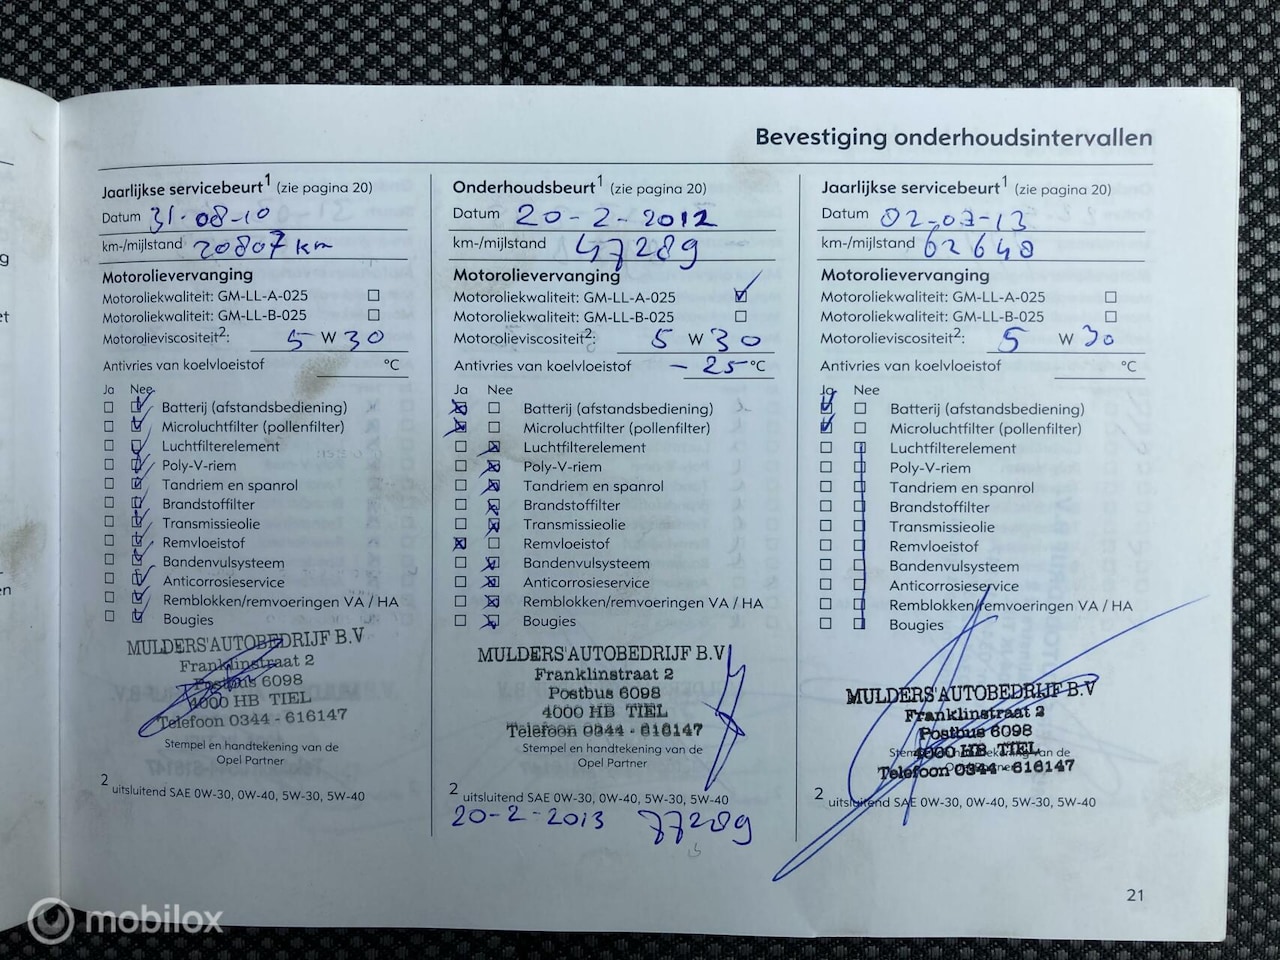 Bevestiging onderhoudsintervallen
Jaarlijkse servicebeurt1 (zie pagina 20)
Datum 31-08-10
km-/mijlstand 20807 km
Motorolievervanging
Motoroliekwaliteit: GM-LL-A-025
Motoroliekwaliteit: GM-LL-B-025
Motorolieviscositeit2: 5 W 30
Antivries van koelvloeistof °C
Ja Nee
Batterij (afstandsbediening)
Microluchtfilter (pollenfilter)
Luchtfilterelement
Poly-V-riem
Tandriem en spanrol
Brandstoffilter
Transmissieolie
Remvloeistof
Bandenvulsysteem
Anticorrosieservice
Remblokken/remvoeringen VA / HA
Bougies
MULDERS' AUTOBEDRIJF B.V
Franklinstraat 2
Postbus 6098
4000 HB TIEL
Telefoon 0344 - 616147
Stempel en handtekening van de
Opel Partner
2 uitsluitend SAE 0W-30, 0W-40, 5W-30, 5W-40
Onderhoudsbeurt1 (zie pagina 20)
Datum 20-2-2012
km-/mijlstand 47289
Motorolievervanging
Motoroliekwaliteit: GM-LL-A-025
Motoroliekwaliteit: GM-LL-B-025
Motorolieviscositeit2: 5 W 30
Antivries van koelvloeistof -25 °C
Ja Nee
Batterij (afstandsbediening)
Microluchtfilter (pollenfilter)
Luchtfilterelement
Poly-V-riem
Tandriem en spanrol
Brandstoffilter
Transmissieolie
Remvloeistof
Bandenvulsysteem
Anticorrosieservice
Remblokken/remvoeringen VA / HA
Bougies
MULDERS' AUTOBEDRIJF B.V
Franklinstraat 2
Postbus 6098
4000 HB TIEL
Telefoon 0344 - 616147
Stempel en handtekening van de
Opel Partner
2 uitsluitend SAE 0W-30, 0W-40, 5W-30, 5W-40
20-2-2013 77289
Jaarlijkse servicebeurt1 (zie pagina 20)
Datum 02-07-13
km-/mijlstand 62648
Motorolievervanging
Motoroliekwaliteit: GM-LL-A-025
Motoroliekwaliteit: GM-LL-B-025
Motorolieviscositeit2: 5 W 30
Antivries van koelvloeistof °C
Ja Nee
Batterij (afstandsbediening)
Microluchtfilter (pollenfilter)
Luchtfilterelement
Poly-V-riem
Tandriem en spanrol
Brandstoffilter
Transmissieolie
Remvloeistof
Bandenvulsysteem
Anticorrosieservice
Remblokken/remvoeringen VA / HA
Bougies
MULDERS' AUTOBEDRIJF B.V
Franklinstraat 2
Postbus 6098
4000 HB TIEL
Telefoon 0344 - 616147
2 uitsluitend SAE 0W-30, 0W-40, 5W-30, 5W-40
21
mobilox